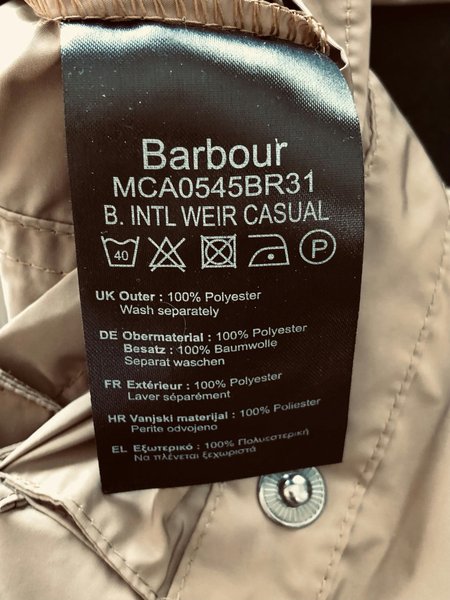 Barbour
MCA0545BR31
B. INTL WEIR CASUAL
40 P
UK Outer : 100% Polyester
Wash separately
DE Obermaterial : 100% Polyester
Besatz : 100% Baumwolle
Separat waschen
FR Extérieur : 100% Polyester
Laver séparément
HR Vanjski materijal : 100% Poliester
Perite odvojeno
EL Εξωτερικό : 100% Πολυεστερική
Να πλένεται ξεχωριστά